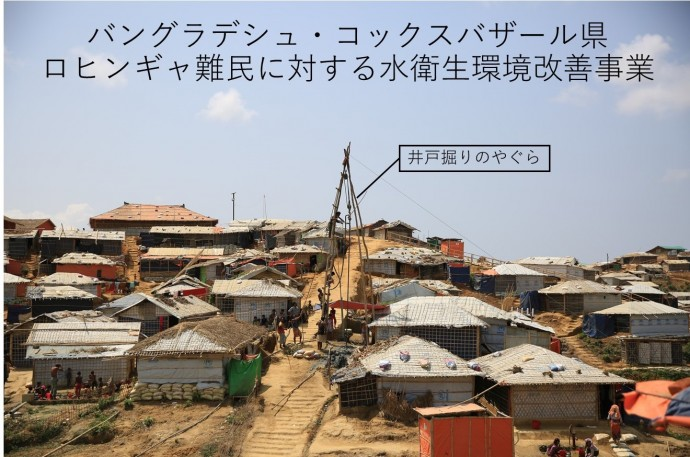 バングラデシュ・コックスバザール県
ロヒンギャ難民に対する水衛生環境改善事業
井戸掘りのやぐら